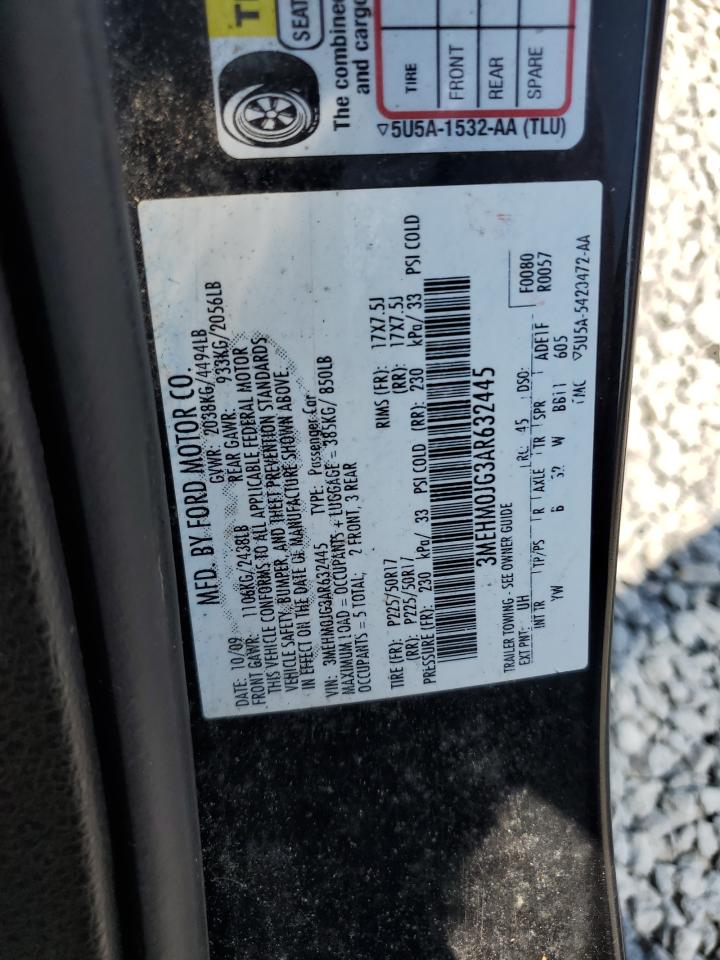 SEAT
The combined
and cargo
TIRE
FRONT
REAR
SPARE
5U5A-1532-AA (TLU)
MFD. BY FORD MOTOR CO.
DATE: 10/09 GVWR: 2038KG/4494LB
FRONT GAWR: 1106KG/2438LB REAR GAWR: 933KG/2056LB
THIS VEHICLE CONFORMS TO ALL APPLICABLE FEDERAL MOTOR
VEHICLE SAFETY, BUMPER, AND THEFT PREVENTION STANDARDS
IN EFFECT ON THE DATE OF MANUFACTURE SHOWN ABOVE.
VIN: 3MEHM0JG3AR632445 TYPE: Passenger Car
MAXIMUM LOAD = OCCUPANTS + LUGGAGE = 385KG/ 850LB
OCCUPANTS = 5 TOTAL; 2 FRONT, 3 REAR
TIRE (FR): P225/50R17 RIMS (FR): 17X7.5J
(RR): P225/50R17 (RR): 17X7.5J
PRESSURE (FR): 230 kPa/ 33 PSI COLD (RR): 230 kPa/ 33 PSI COLD
3MEHM0JG3AR632445
TRAILER TOWING - SEE OWNER GUIDE
F0080
R0057
EXT PNT: UH RC: 45 DSO:
INT TR TP/PS R AXLE TR SPR ADE1F
YW 6 W 605
5U5A-5420472-AA